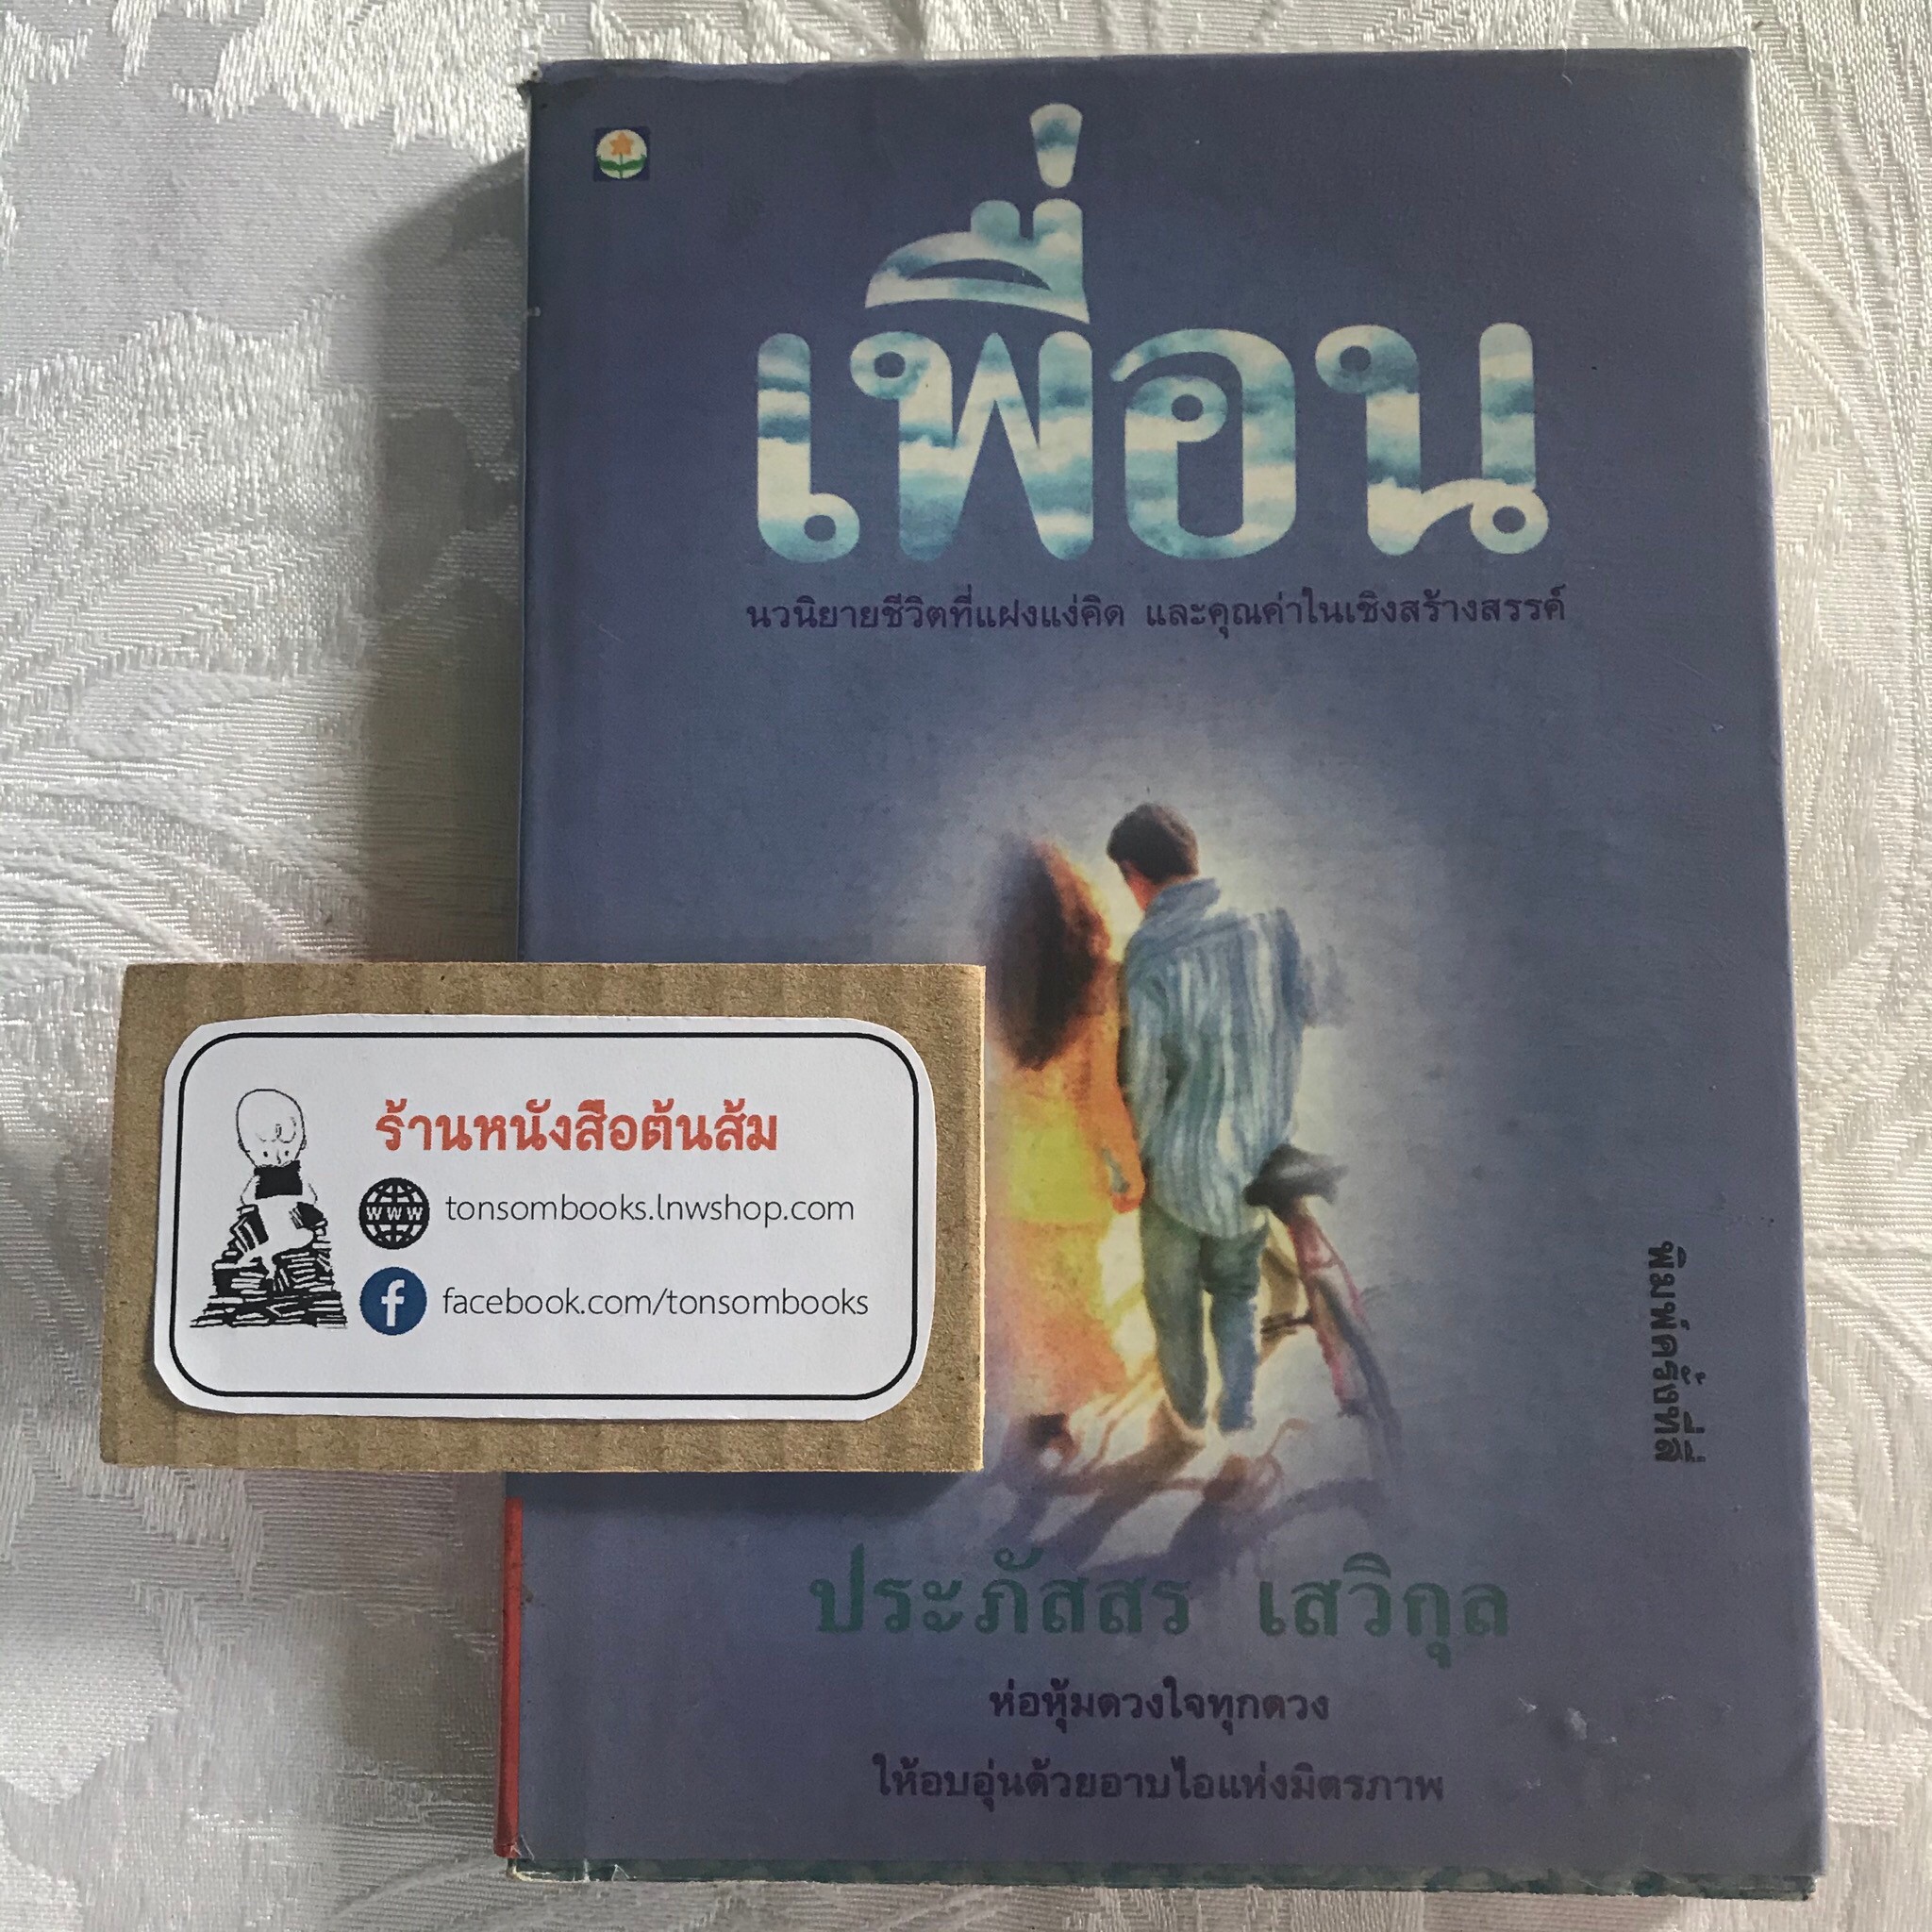 เพื่อน
นวนิยายชีวิตที่แฝงแง่คิด และคุณค่าในเชิงสร้างสรรค์
ร้านหนังสือต้นส้ม
www tonsombooks.lnwshop.com
f facebook.com/tonsombooks
พิมพ์ครั้งที่สี่
ประภัสสร เสวิกุล
ห่อหุ้มดวงใจทุกดวง
ให้อบอุ่นด้วยอาบไอแห่งมิตรภาพ